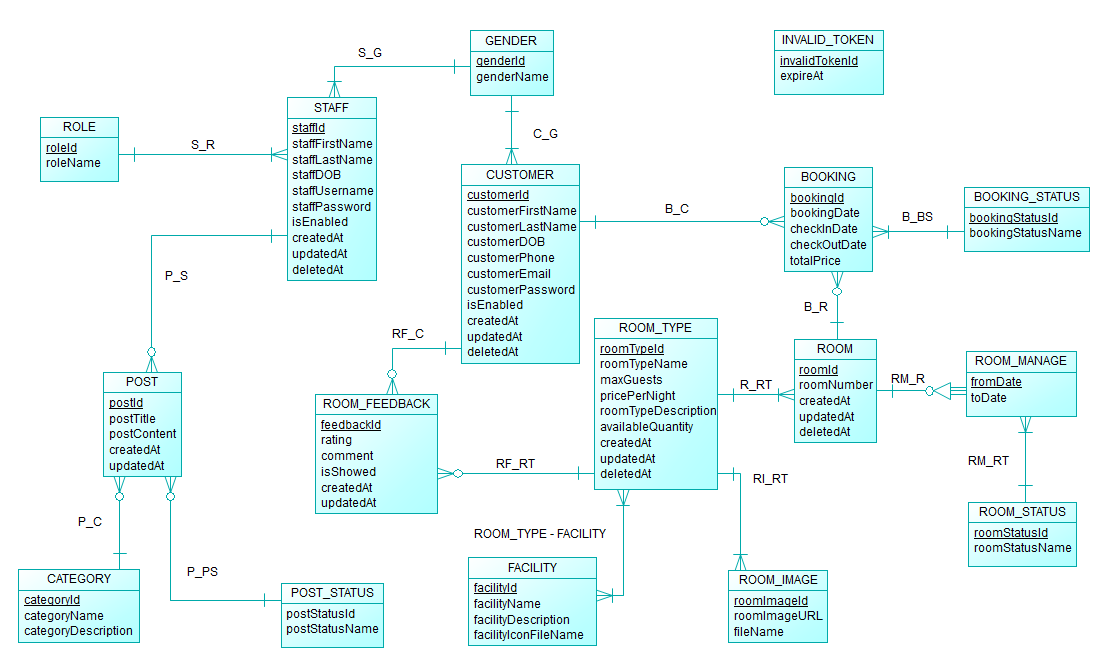 GENDER
genderId
genderName
INVALID_TOKEN
invalidTokenId
expireAt
S_G
C_G
ROLE
roleId
roleName
S_R
STAFF
staffId
staffFirstName
staffLastName
staffDOB
staffUsername
staffPassword
isEnabled
createdAt
updatedAt
deletedAt
CUSTOMER
customerId
customerFirstName
customerLastName
customerDOB
customerPhone
customerEmail
customerPassword
isEnabled
createdAt
updatedAt
deletedAt
B_C
BOOKING
bookingId
bookingDate
checkInDate
checkOutDate
totalPrice
B_BS
BOOKING_STATUS
bookingStatusId
bookingStatusName
P_S
RF_C
B_R
ROOM_TYPE
roomTypeId
roomTypeName
maxGuests
pricePerNight
roomTypeDescription
availableQuantity
createdAt
updatedAt
deletedAt
R_RT
ROOM
roomId
roomNumber
createdAt
updatedAt
deletedAt
RM_R
ROOM_MANAGE
fromDate
toDate
POST
postId
postTitle
postContent
createdAt
updatedAt
ROOM_FEEDBACK
feedbackId
rating
comment
isShowed
createdAt
updatedAt
RF_RT
RI_RT
RM_RT
P_C
P_PS
ROOM_TYPE - FACILITY
ROOM_STATUS
roomStatusId
roomStatusName
CATEGORY
categoryId
categoryName
categoryDescription
POST_STATUS
postStatusId
postStatusName
FACILITY
facilityId
facilityName
facilityDescription
facilityIconFileName
ROOM_IMAGE
roomImageId
roomImageURL
fileName